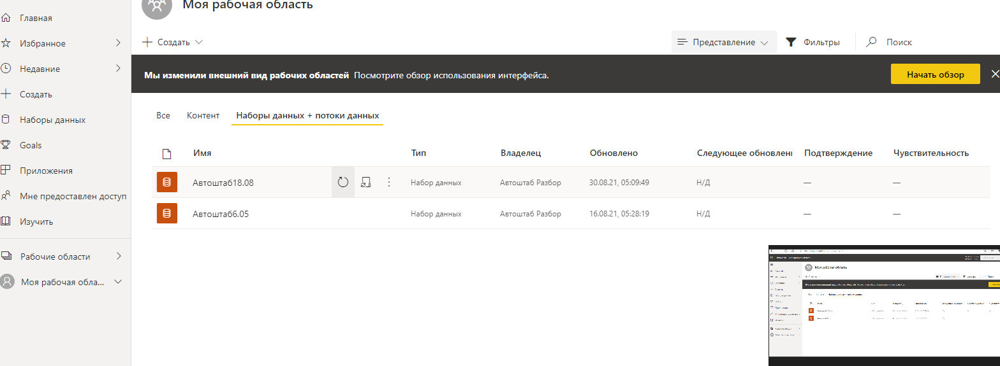 Моя рабочая область
Главная
Избранное
Недавние
Создать
Наборы данных
Goals
Приложения
Мне предоставлен доступ
Изучить
Рабочие области
Моя рабочая обла...
Создать
Представление
Фильтры
Поиск
Мы изменили внешний вид рабочих областей Посмотрите обзор использования интерфейса.
Начать обзор
Все Контент Наборы данных + потоки данных
Имя Тип Владелец Обновлено Следующее обновлени Подтверждение Чувствительность
Автоштаб18.08 Набор данных Автоштаб Разбор 30.08.21, 05:09:49 Н/Д — —
Автоштаб6.05 Набор данных Автоштаб Разбор 16.08.21, 05:28:19 Н/Д — —
Моя рабочая область